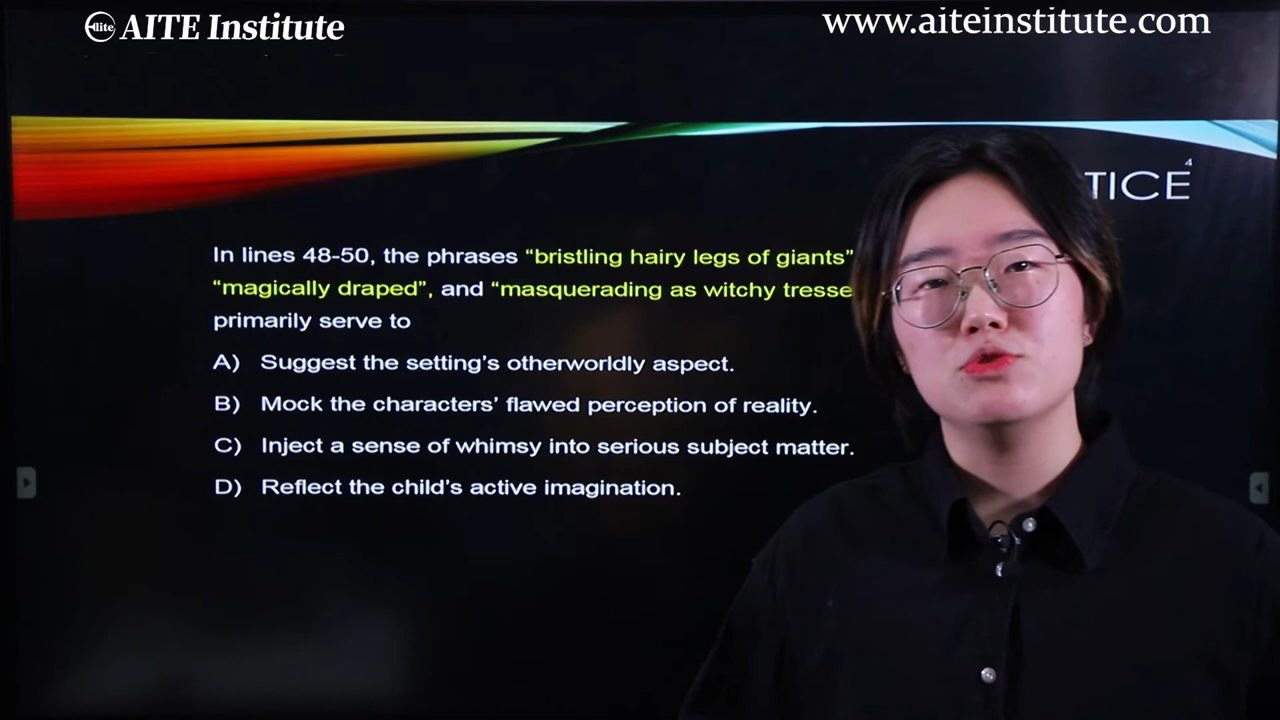 elite AITE Institute
www.aiteinstitute.com
TICE
4
In lines 48-50, the phrases “bristling hairy legs of giants”
“magically draped”, and “masquerading as witchy tresse
primarily serve to
A) Suggest the setting’s otherworldly aspect.
B) Mock the characters’ flawed perception of reality.
C) Inject a sense of whimsy into serious subject matter.
D) Reflect the child’s active imagination.